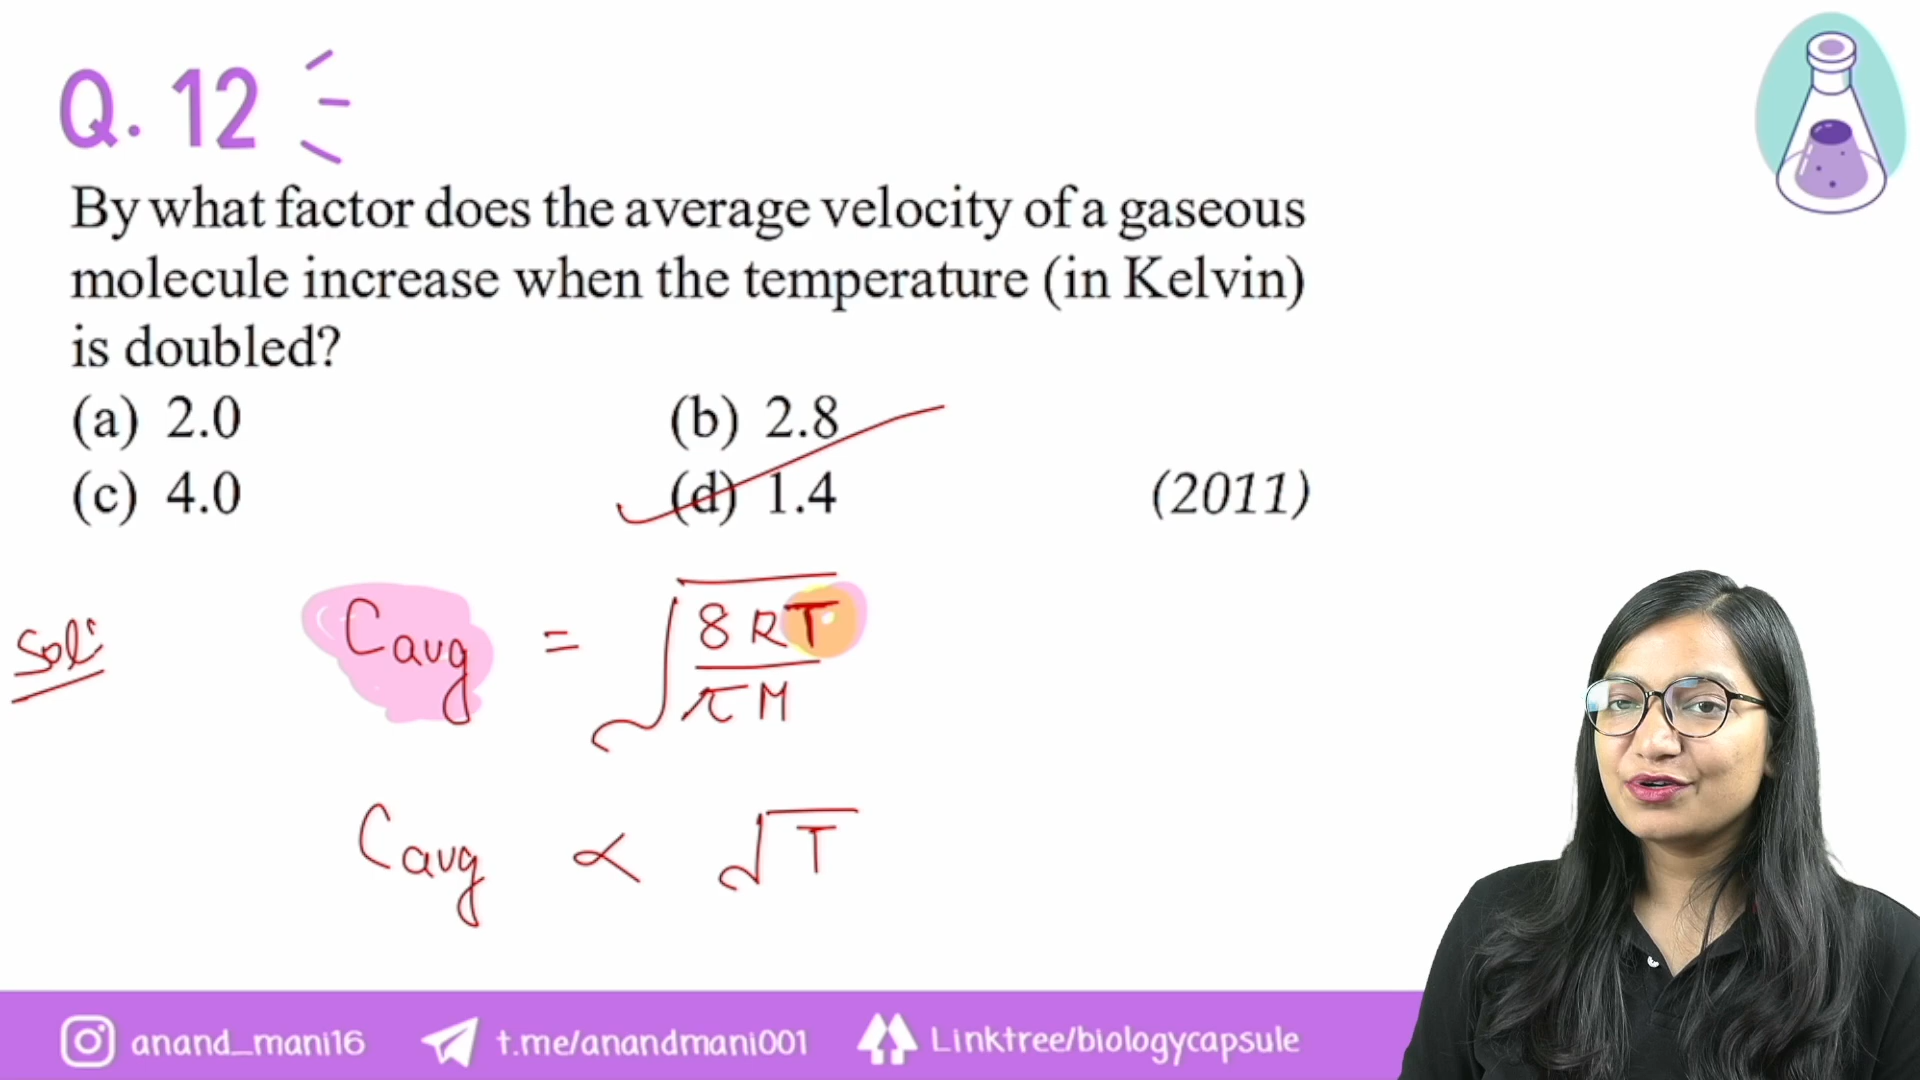 Q. 12
By what factor does the average velocity of a gaseous
molecule increase when the temperature (in Kelvin)
is doubled?
(a) 2.0 (b) 2.8
(c) 4.0 (d) 1.4 (2011)
Sol: Cavg = √(8RT/πM)
Cavg ∝ √T
anand_mani16 t.me/anandmani001 Linktree/biologycapsule